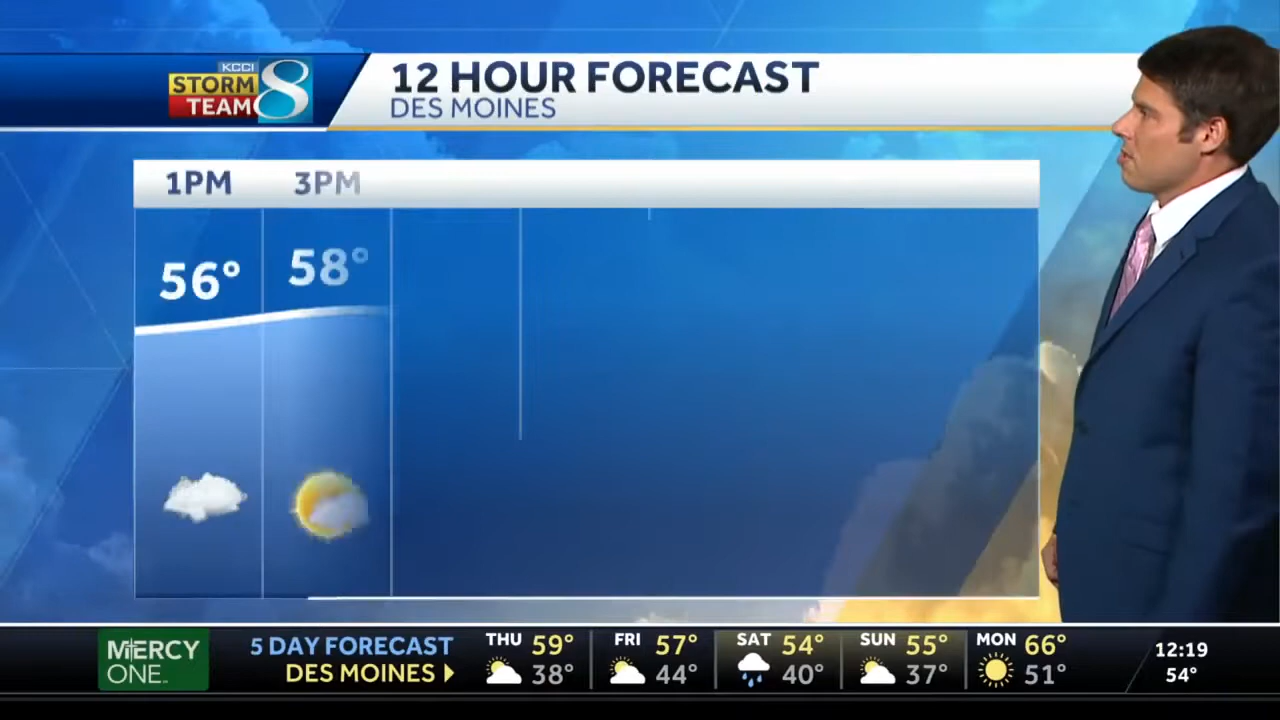 KCCI
STORM
TEAM 8
12 HOUR FORECAST
DES MOINES
1PM 3PM
56° 58°
MERCY
ONE
5 DAY FORECAST
DES MOINES
THU 59°
38°
FRI 57°
44°
SAT 54°
40°
SUN 55°
37°
MON 66°
51°
12:19
54°